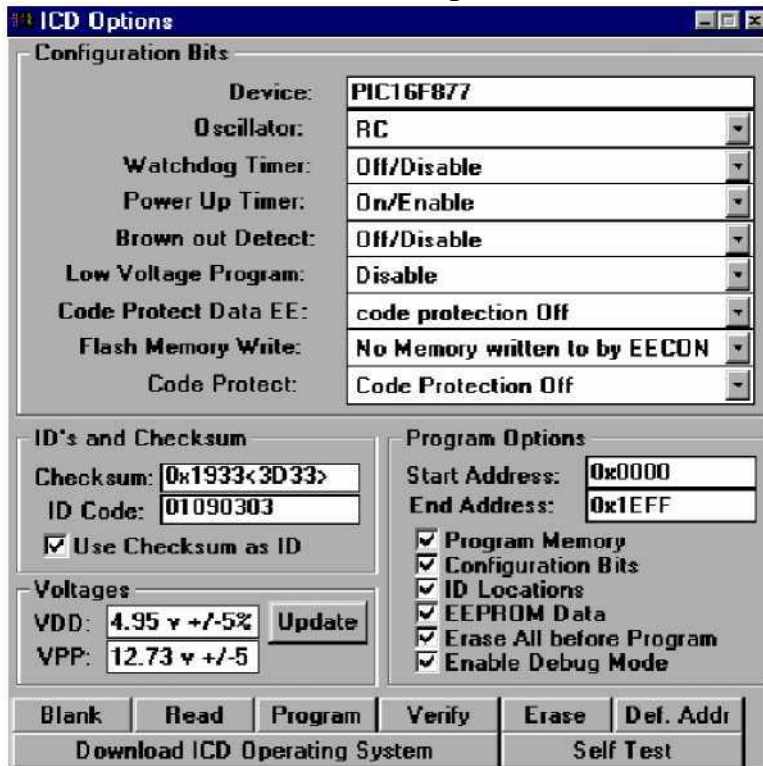 ICD Options
Configuration Bits
Device: PIC16F877
Oscillator: RC
Watchdog Timer: Off/Disable
Power Up Timer: On/Enable
Brown out Detect: Off/Disable
Low Voltage Program: Disable
Code Protect Data EE: code protection Off
Flash Memory Write: No Memory written to by EECON
Code Protect: Code Protection Off
ID's and Checksum
Checksum: 0x1933<3D33>
ID Code: 01090303
Use Checksum as ID
Voltages
VDD: 4.95 v +/-5% Update
VPP: 12.73 v +/-5
Program Options
Start Address: 0x0000
End Address: 0x1EFF
Program Memory
Configuration Bits
ID Locations
EEPROM Data
Erase All before Program
Enable Debug Mode
Blank Read Program Verify Erase Def. Addr
Download ICD Operating System Self Test